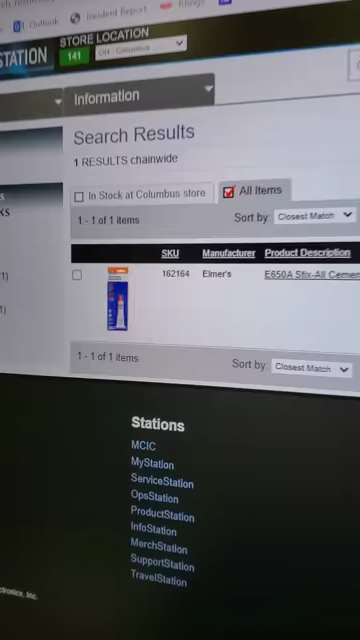 Outlook Incident Report
STATION
STORE LOCATION
141 OH - Columbus
Information
Search Results
1 RESULTS chainwide
In Stock at Columbus store All Items
1 - 1 of 1 items Sort by Closest Match
SKU Manufacturer Product Description
162164 Elmer's E650A Stix-All Cemen
1 - 1 of 1 items Sort by: Closest Match
Stations
MCIC
MyStation
ServiceStation
OpsStation
ProductStation
InfoStation
MerchStation
SupportStation
TravelStation
ctronics, Inc.